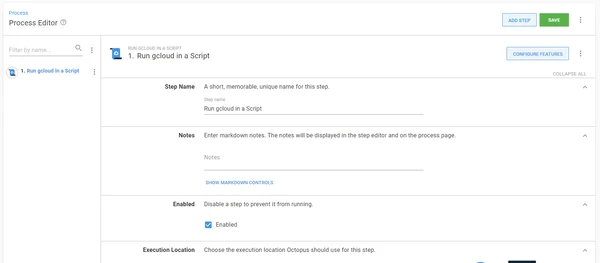 Process
Process Editor
ADD STEP
SAVE
Filter by name...
1. Run gcloud in a Script
RUN GCLOUD IN A SCRIPT
1. Run gcloud in a Script
CONFIGURE FEATURES
COLLAPSE ALL
Step Name
A short, memorable, unique name for this step.
Step name
Run gcloud in a Script
Notes
Enter markdown notes. The notes will be displayed in the step editor and on the process page.
Notes
SHOW MARKDOWN CONTROLS
Enabled
Disable a step to prevent it from running.
Enabled
Execution Location
Choose the execution location Octopus should use for this step.